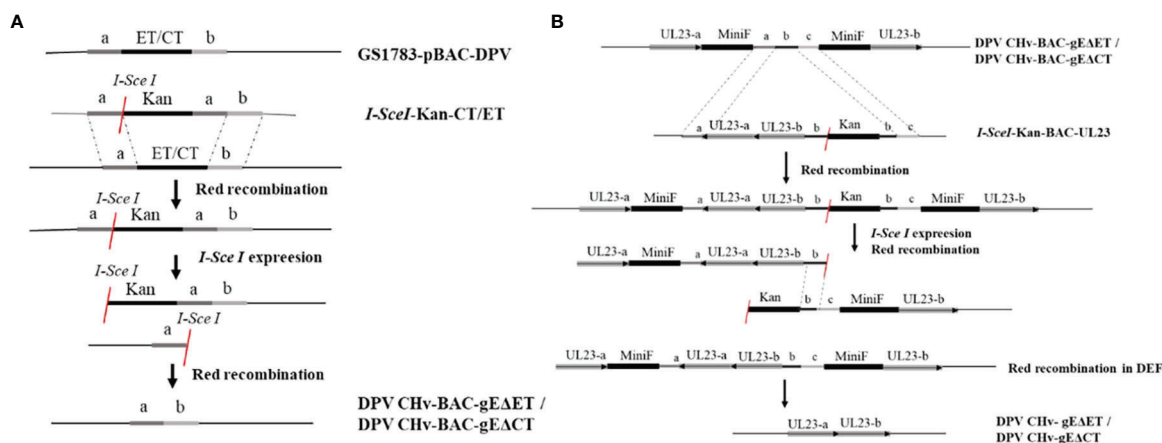 A
ET/CT
a b
GS1783-pBAC-DPV
I-Sce I
a Kan a b
I-SceI-Kan-CT/ET
ET/CT
a b
Red recombination
I-Sce I
a Kan a b
I-Sce I expreesion
I-Sce I
Kan a b
a I-Sce I
Red recombination
a b
DPV CHv-BAC-gEΔET /
DPV CHv-BAC-gEΔCT
B
UL23-a MiniF a b c MiniF UL23-b
DPV CHv-BAC-gEΔET /
DPV CHv-BAC-gEΔCT
a UL23-a UL23-b b Kan b c
I-SceI-Kan-BAC-UL23
Red recombination
UL23-a MiniF a UL23-a UL23-b b Kan b c MiniF UL23-b
I-Sce I expreesion
Red recombination
UL23-a MiniF a UL23-a UL23-b b
Kan b c MiniF UL23-b
UL23-a MiniF a UL23-a UL23-b b c MiniF UL23-b
Red recombination in DEF
UL23-a UL23-b
DPV CHv- gEΔET /
DPV CHv-gEΔCT